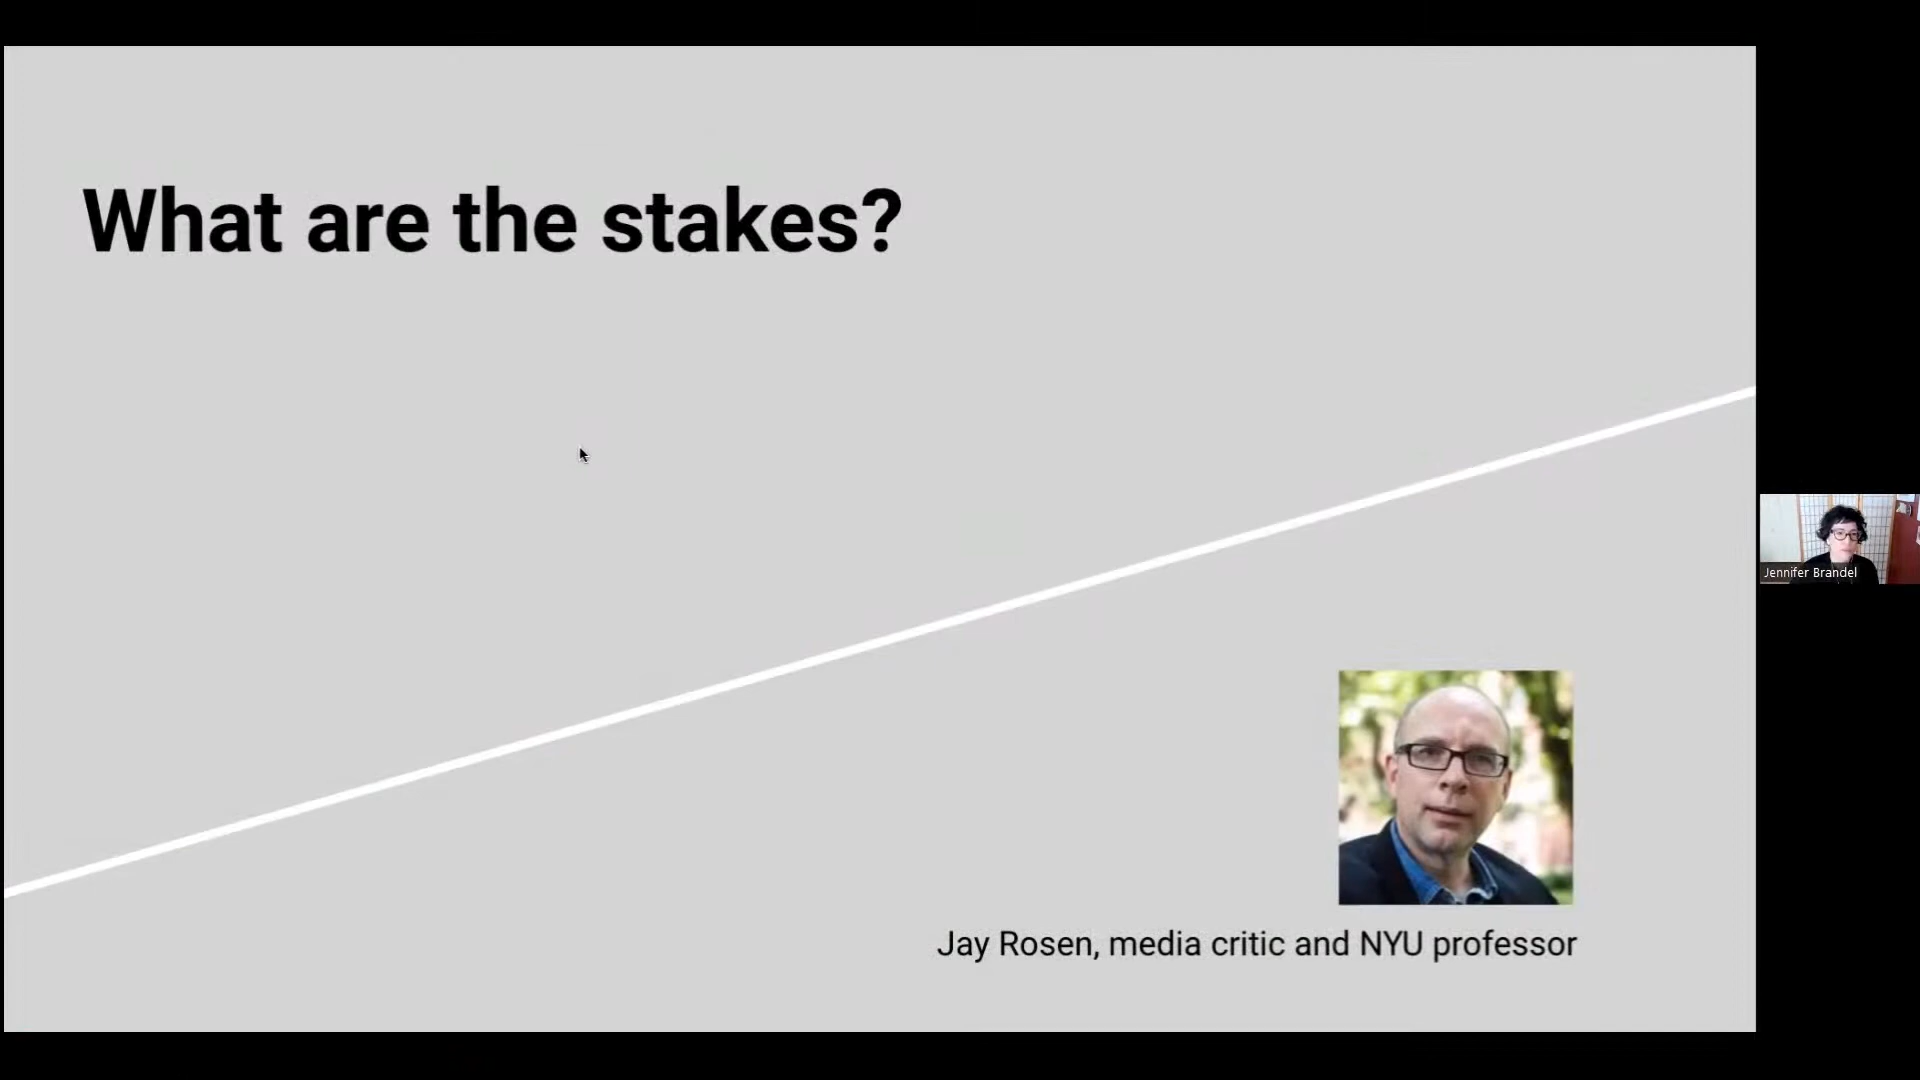 What are the stakes?
Jennifer Brandel
Jay Rosen, media critic and NYU professor